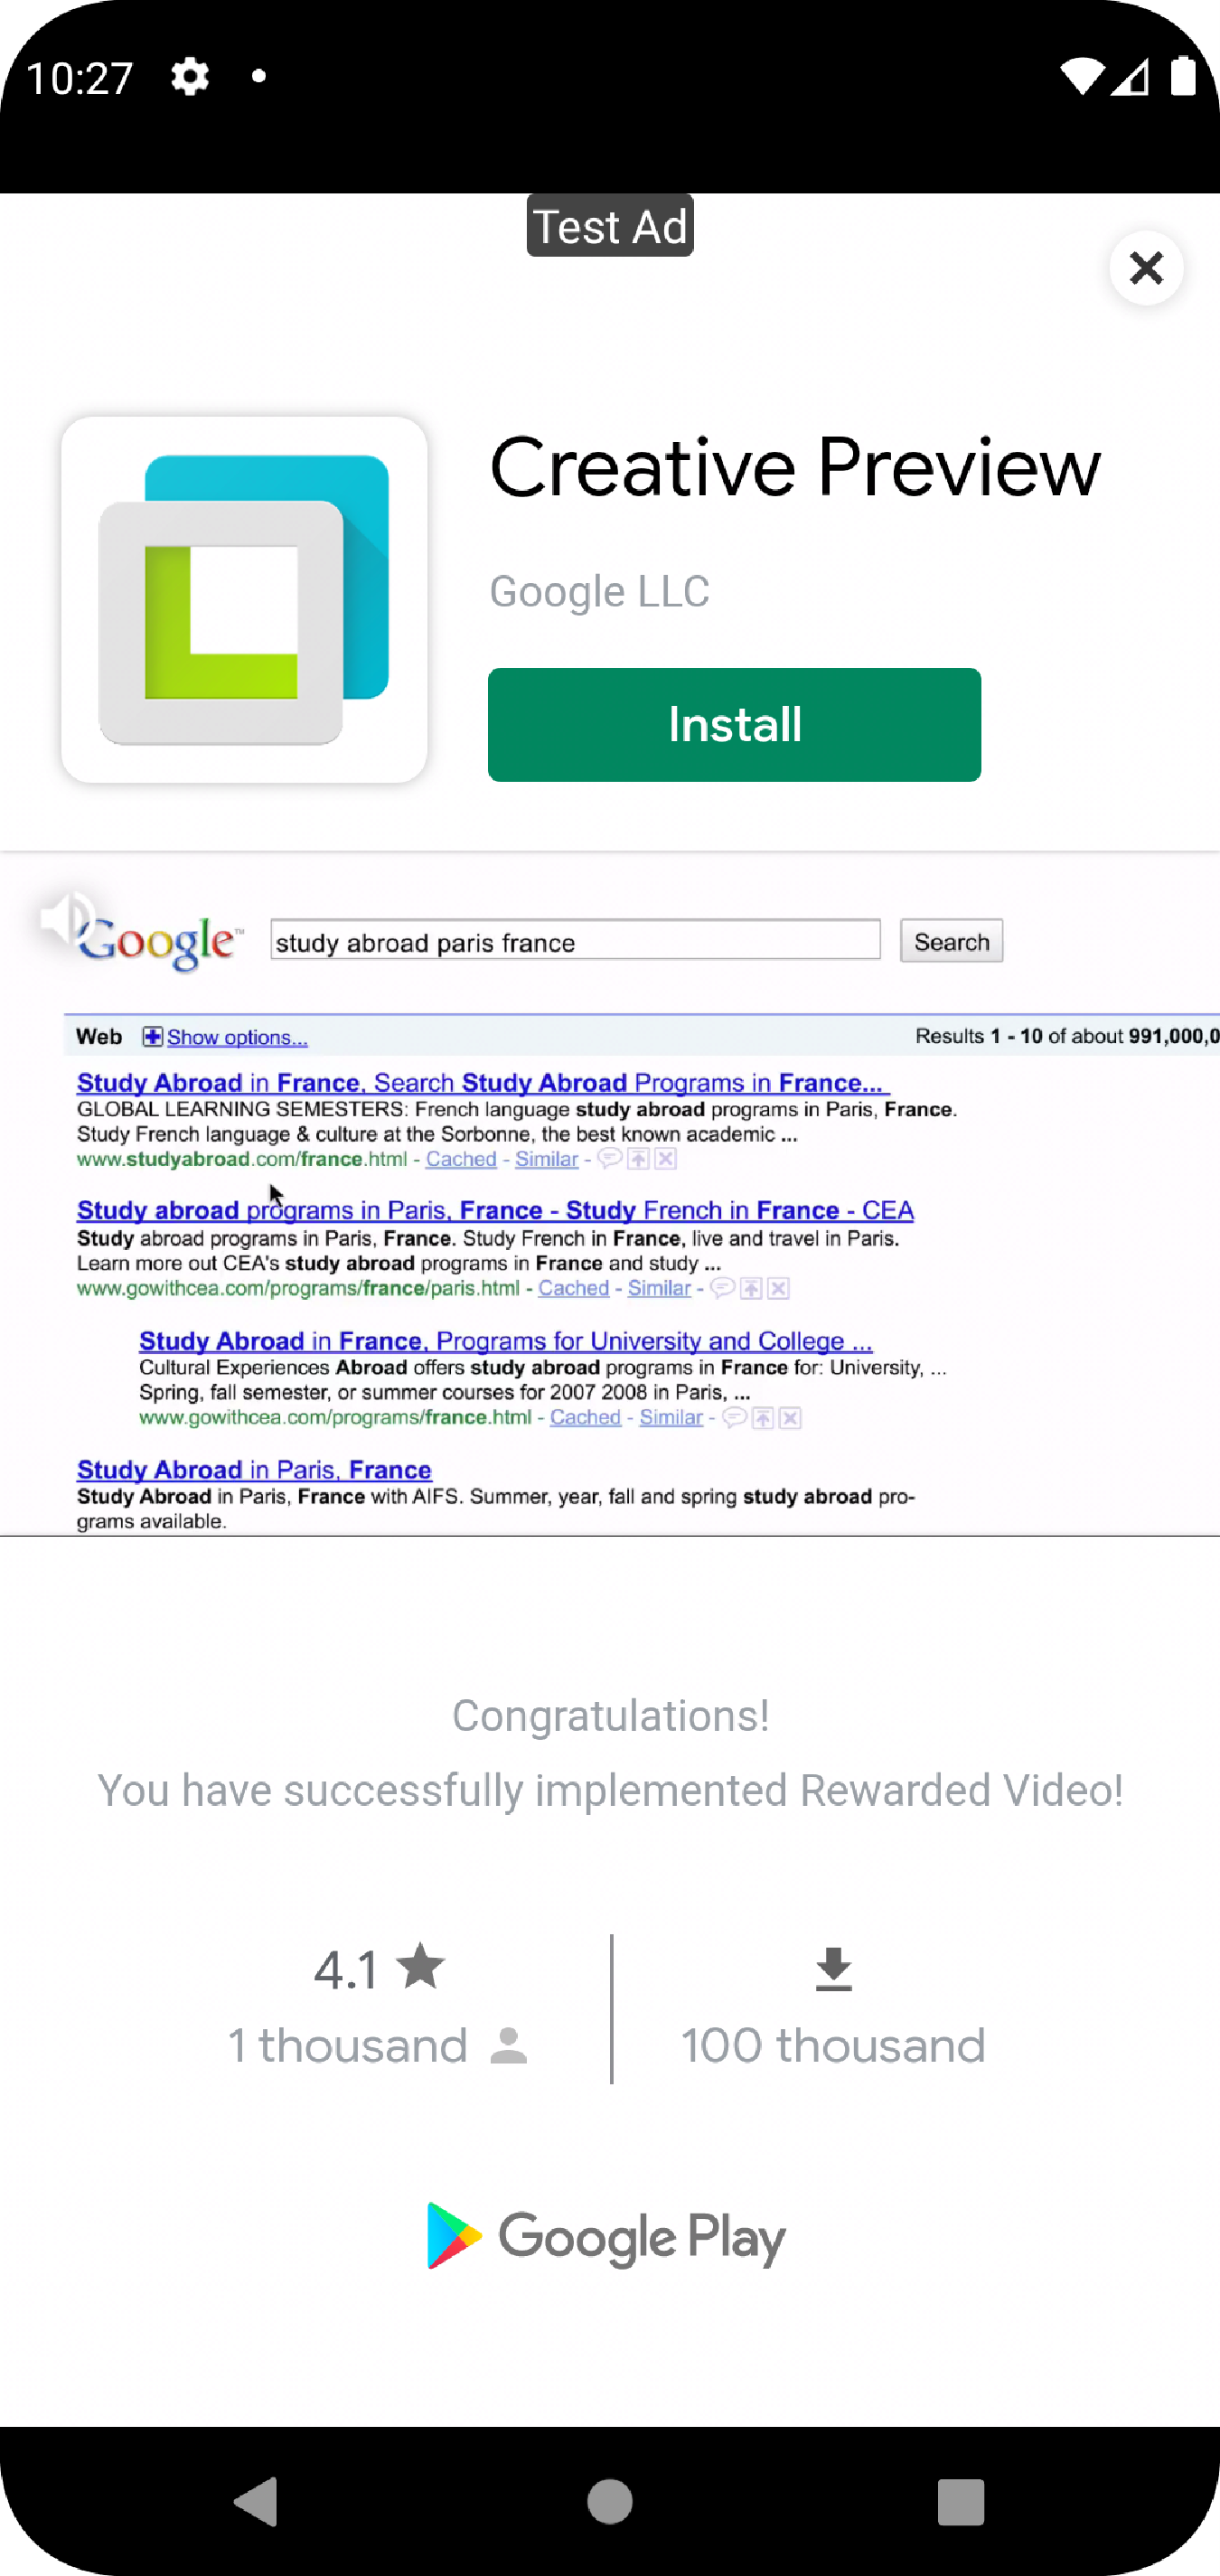 10:27
Test Ad
Creative Preview
Google LLC
Install
Google™ study abroad paris france Search
Web Show options... Results 1 - 10 of about 991,000,0
Study Abroad in France, Search Study Abroad Programs in France...
GLOBAL LEARNING SEMESTERS: French language study abroad programs in Paris, France.
Study French language & culture at the Sorbonne, the best known academic ...
www.studyabroad.com/france.html - Cached - Similar -
Study abroad programs in Paris, France - Study French in France - CEA
Study abroad programs in Paris, France. Study French in France, live and travel in Paris.
Learn more out CEA's study abroad programs in France and study ...
www.gowithcea.com/programs/france/paris.html - Cached - Similar -
Study Abroad in France, Programs for University and College ...
Cultural Experiences Abroad offers study abroad programs in France for: University, ...
Spring, fall semester, or summer courses for 2007 2008 in Paris, ...
www.gowithcea.com/programs/france.html - Cached - Similar -
Study Abroad in Paris, France
Study Abroad in Paris, France with AIFS. Summer, year, fall and spring study abroad pro-
grams available.
Congratulations!
You have successfully implemented Rewarded Video!
4.1
1 thousand
100 thousand
Google Play